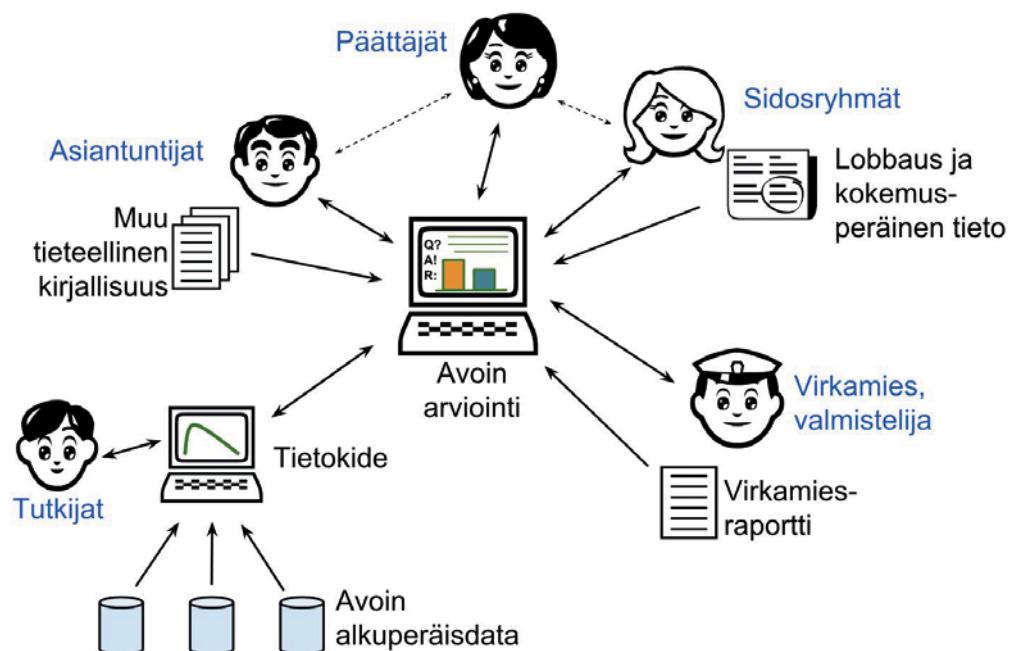 Päättäjät
Sidosryhmät
Asiantuntijat
Lobbaus ja
kokemus-
peräinen tieto
Muu
tieteellinen
kirjallisuus
Q?
A!
R:
Avoin
arviointi
Virkamies,
valmistelija
Tietokide
Tutkijat
Virkamies-
raportti
Avoin
alkuperäisdata